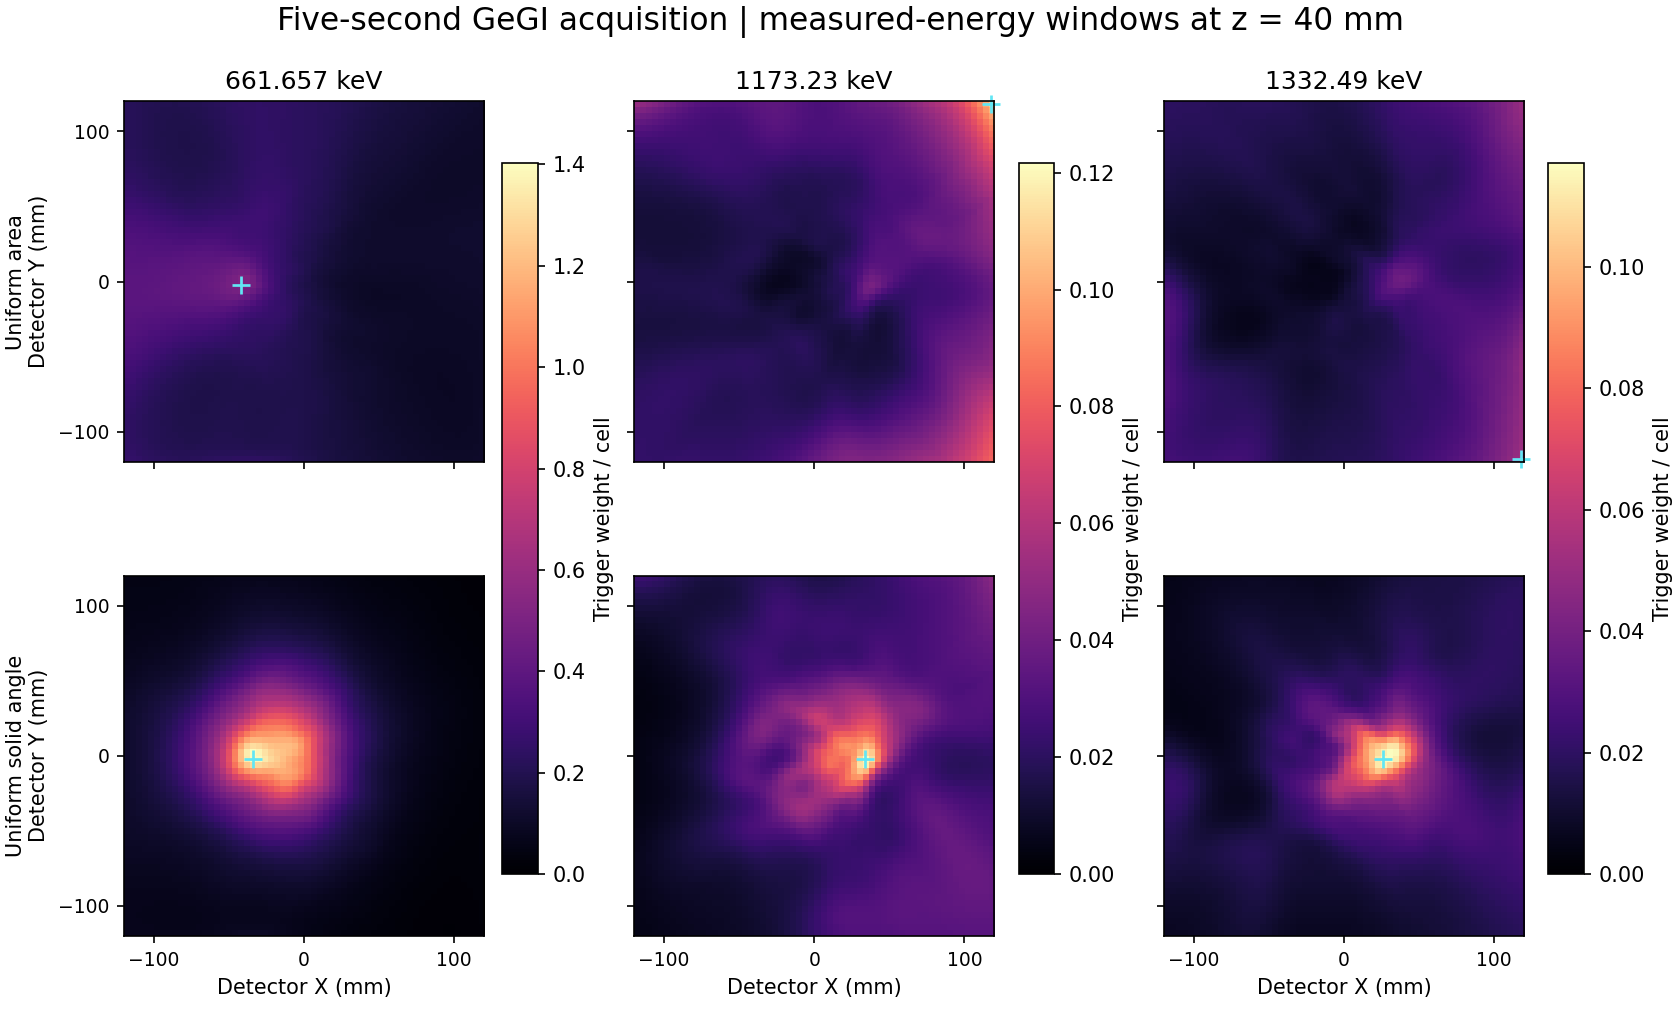 Five-second GeGI acquisition | measured-energy windows at z = 40 mm
661.657 keV
1173.23 keV
1332.49 keV
Uniform area
Detector Y (mm)
100
0
−100
Uniform solid angle
Detector Y (mm)
100
0
−100
−100 0 100
Detector X (mm)
−100 0 100
Detector X (mm)
−100 0 100
Detector X (mm)
1.4
1.2
1.0
0.8
0.6
0.4
0.2
0.0
Trigger weight / cell
0.12
0.10
0.08
0.06
0.04
0.02
0.00
Trigger weight / cell
0.10
0.08
0.06
0.04
0.02
0.00
Trigger weight / cell